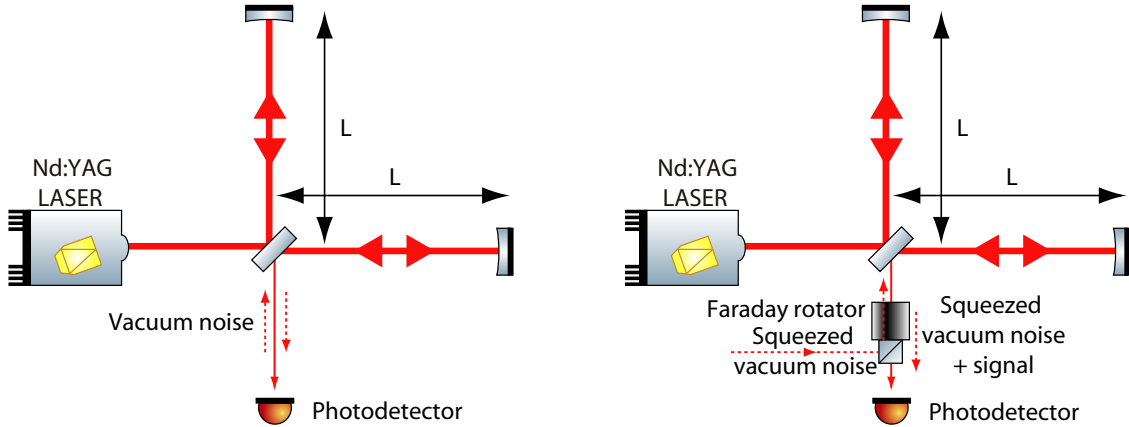 Nd:YAG
LASER
L
L
Vacuum noise
Photodetector
Nd:YAG
LASER
L
L
Faraday rotator
Squeezed
vacuum noise
Squeezed
vacuum noise
+ signal
Photodetector